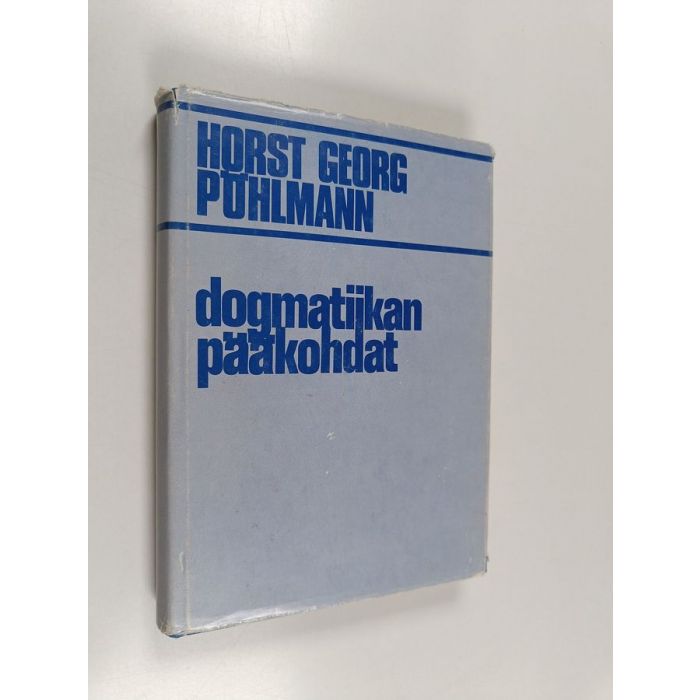 HORST GEORG
PÖHLMANN
dogmatiikan
pääkohdat